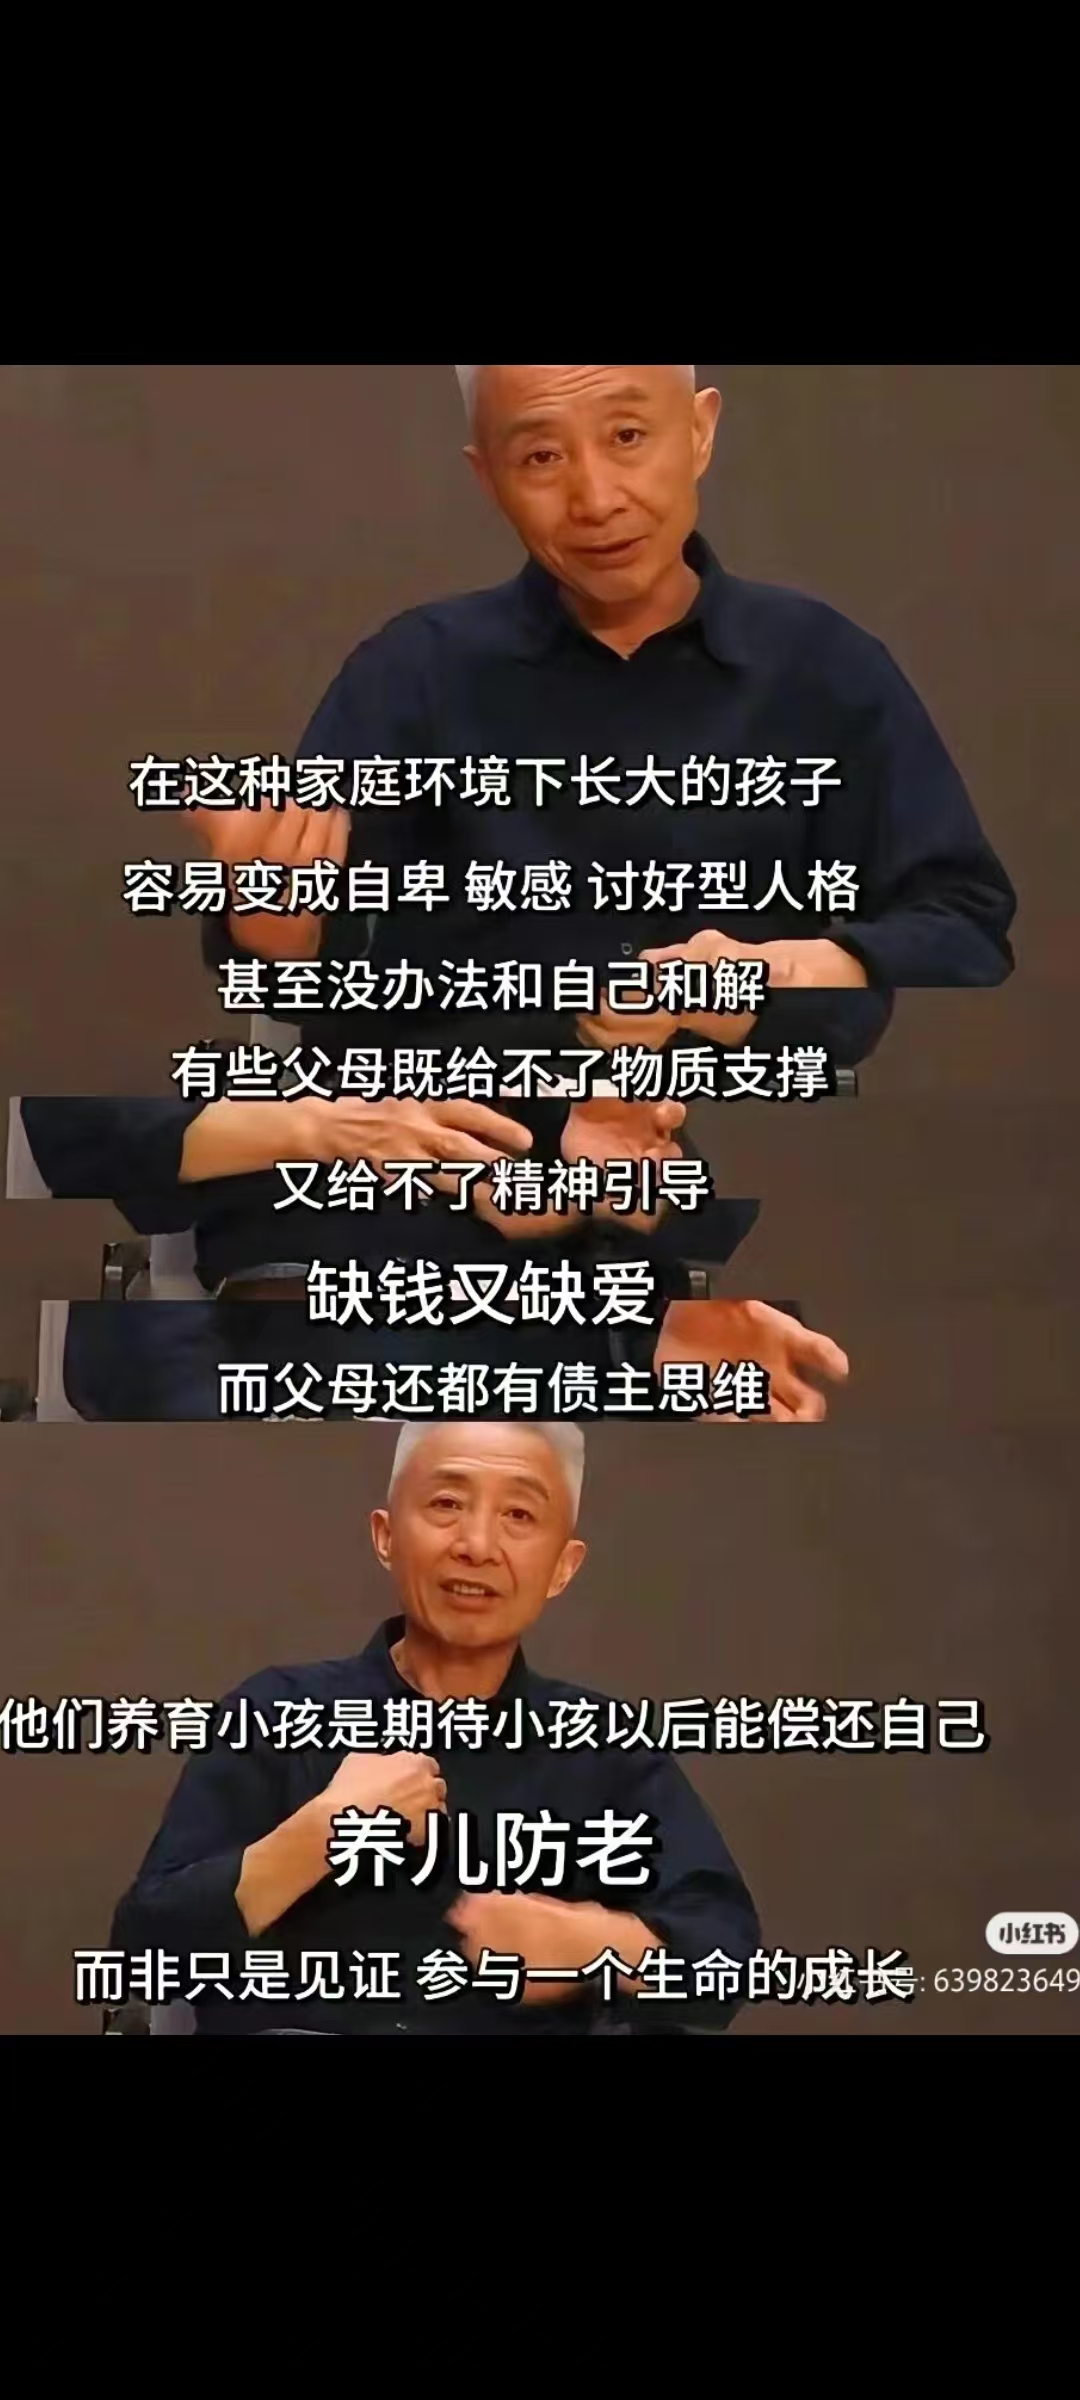 在这种家庭环境下长大的孩子
容易变成自卑 敏感 讨好型人格
甚至没办法和自己和解
有些父母既给不了物质支撑
又给不了精神引导
缺钱又缺爱
而父母还都有债主思维
他们养育小孩是期待小孩以后能偿还自己
养儿防老
小红书
而非只是见证 参与一个生命的成长
号: 639823649